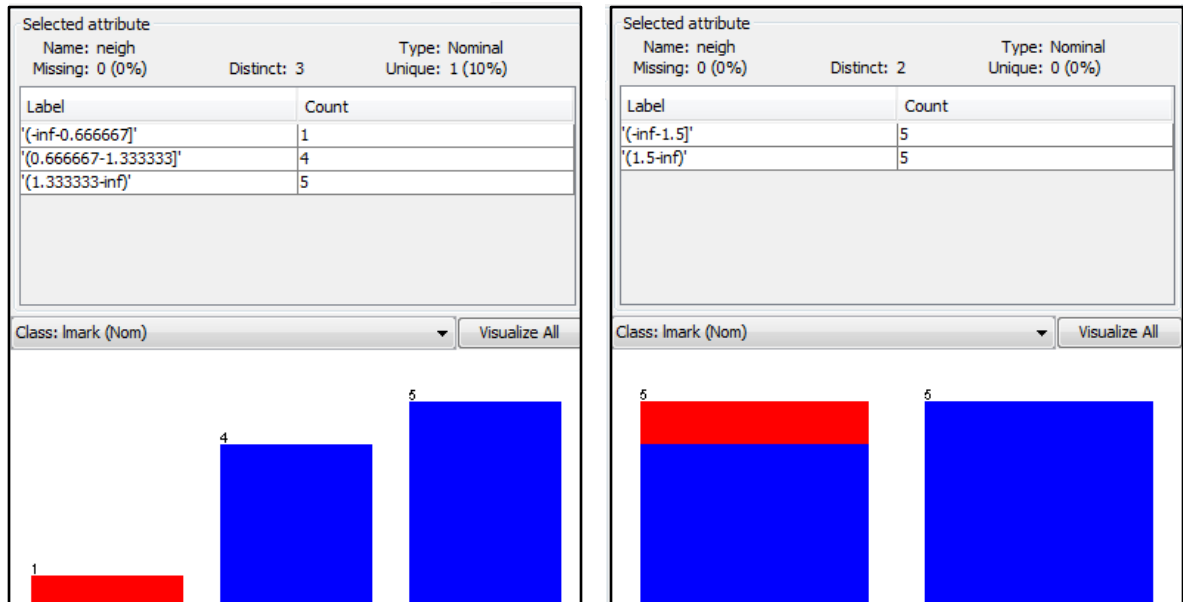 Selected attribute
Name: neigh Type: Nominal
Missing: 0 (0%) Distinct: 3 Unique: 1 (10%)
Label Count
'(-inf-0.666667]' 1
'(0.666667-1.333333]' 4
'(1.333333-inf)' 5
Class: lmark (Nom) Visualize All
1
4
5
Selected attribute
Name: neigh Type: Nominal
Missing: 0 (0%) Distinct: 2 Unique: 0 (0%)
Label Count
'(-inf-1.5]' 5
'(1.5-inf)' 5
Class: lmark (Nom) Visualize All
5
5